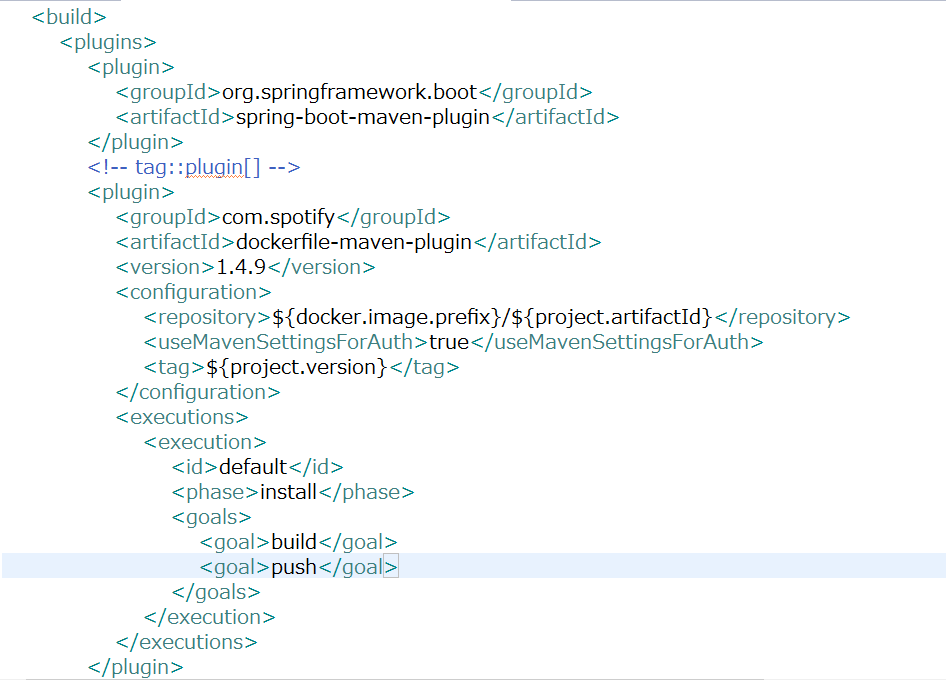 <build>
<plugins>
<plugin>
<groupId>org.springframework.boot</groupId>
<artifactId>spring-boot-maven-plugin</artifactId>
</plugin>
<!-- tag::plugin[] -->
<plugin>
<groupId>com.spotify</groupId>
<artifactId>dockerfile-maven-plugin</artifactId>
<version>1.4.9</version>
<configuration>
<repository>${docker.image.prefix}/${project.artifactId}</repository>
<useMavenSettingsForAuth>true</useMavenSettingsForAuth>
<tag>${project.version}</tag>
</configuration>
<executions>
<execution>
<id>default</id>
<phase>install</phase>
<goals>
<goal>build</goal>
<goal>push</goal>
</goals>
</execution>
</executions>
</plugin>